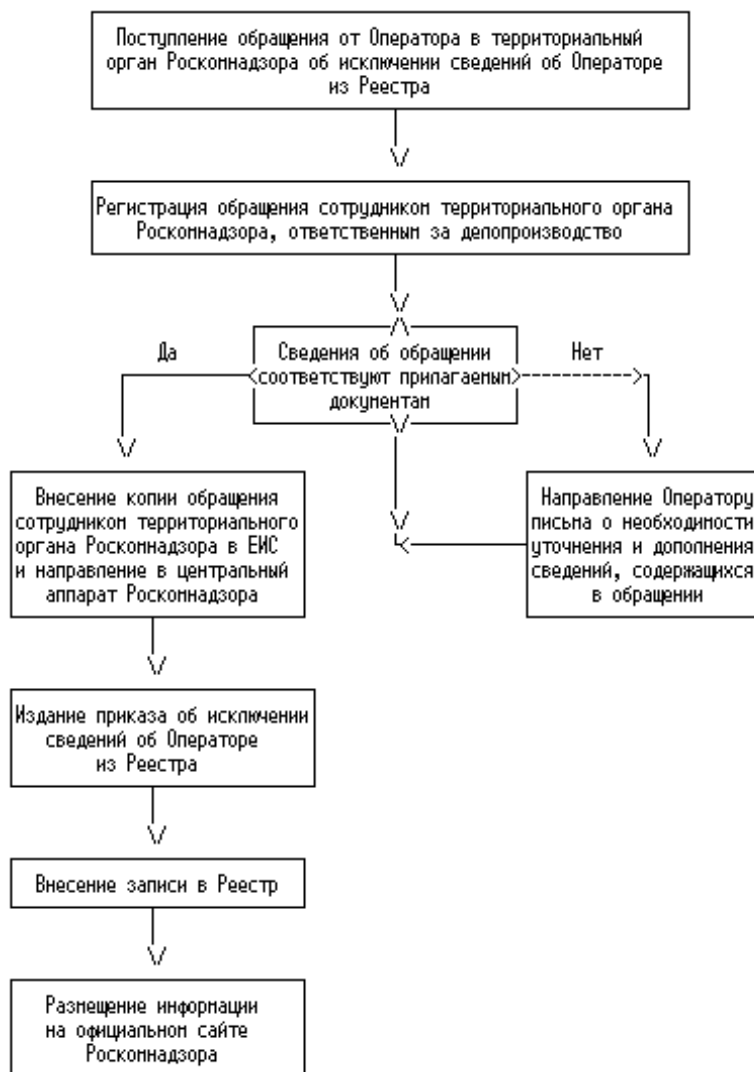 Поступление обращения от Оператора в территориальный
орган Роскомнадзора об исключении сведений об Операторе
из Реестра
Регистрация обращения сотрудником территориального органа
Роскомнадзора, ответственным за делопроизводство
Да
Сведения об обращении
соответствуют прилагаемым
документам
Нет
Внесение копии обращения
сотрудником территориального
органа Роскомнадзора в ЕИС
и направление в центральный
аппарат Роскомнадзора
Направление Оператору
письма о необходимости
уточнения и дополнения
сведений, содержащихся
в обращении
Издание приказа об исключении
сведений об Операторе
из Реестра
Внесение записи в Реестр
Размещение информации
на официальном сайте
Роскомнадзора